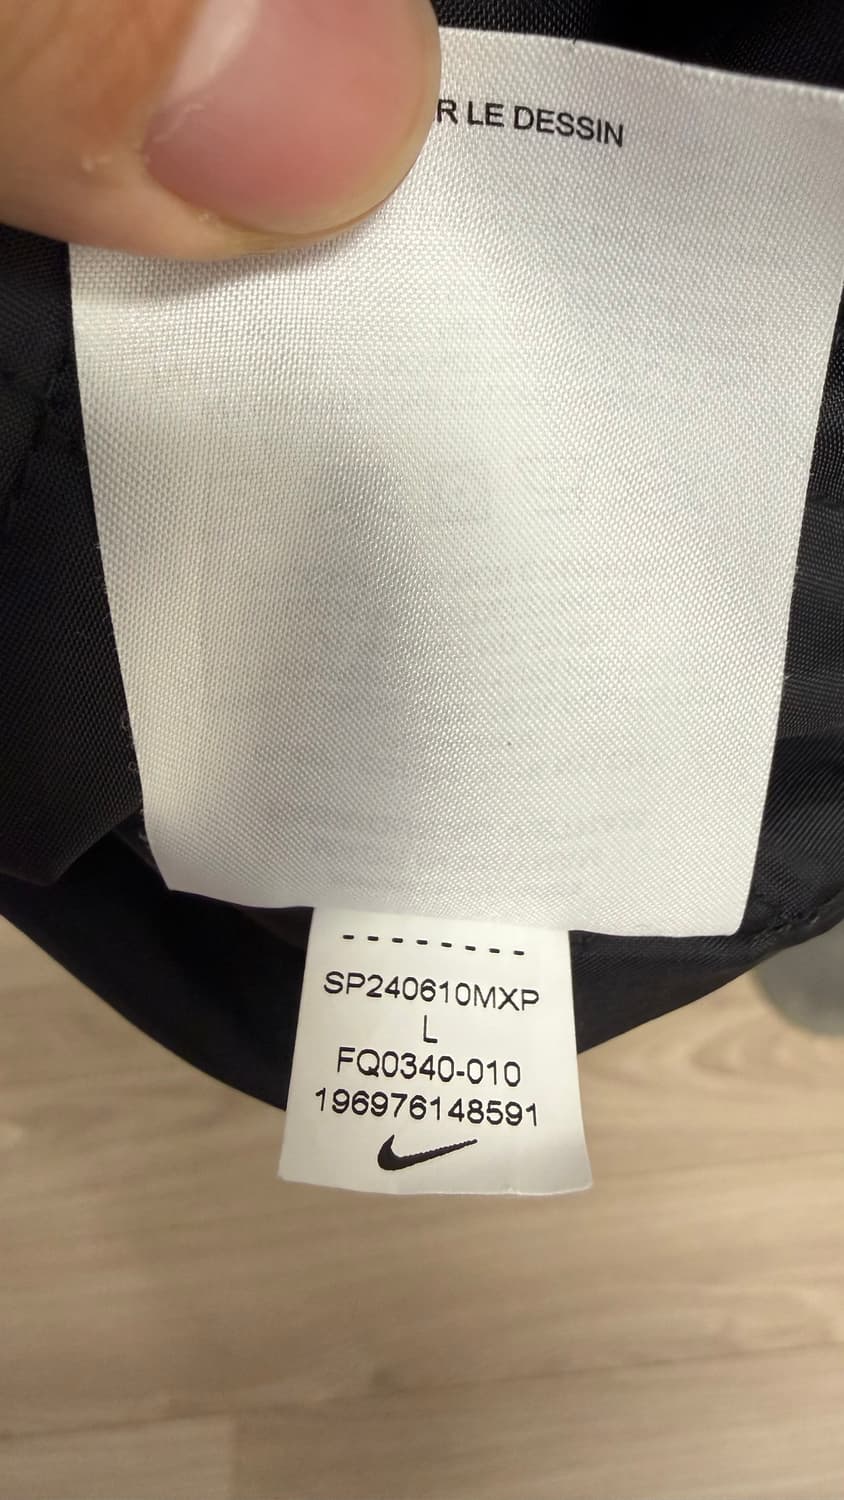 R LE DESSIN
SP240610MXP
L
FQ0340-010
196976148591